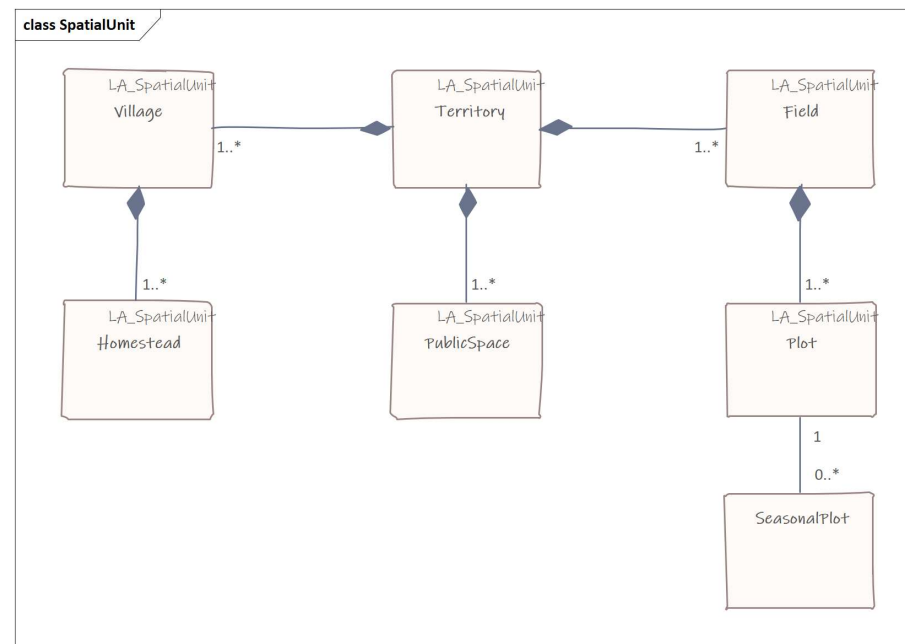 class SpatialUnit
LA_SpatialUnit
Village
LA_SpatialUnit
Territory
LA_SpatialUnit
Field
1..*
1..*
1..*
1..*
1..*
LA_SpatialUnit
Homestead
LA_SpatialUnit
PublicSpace
LA_SpatialUnit
Plot
1
0..*
SeasonalPlot